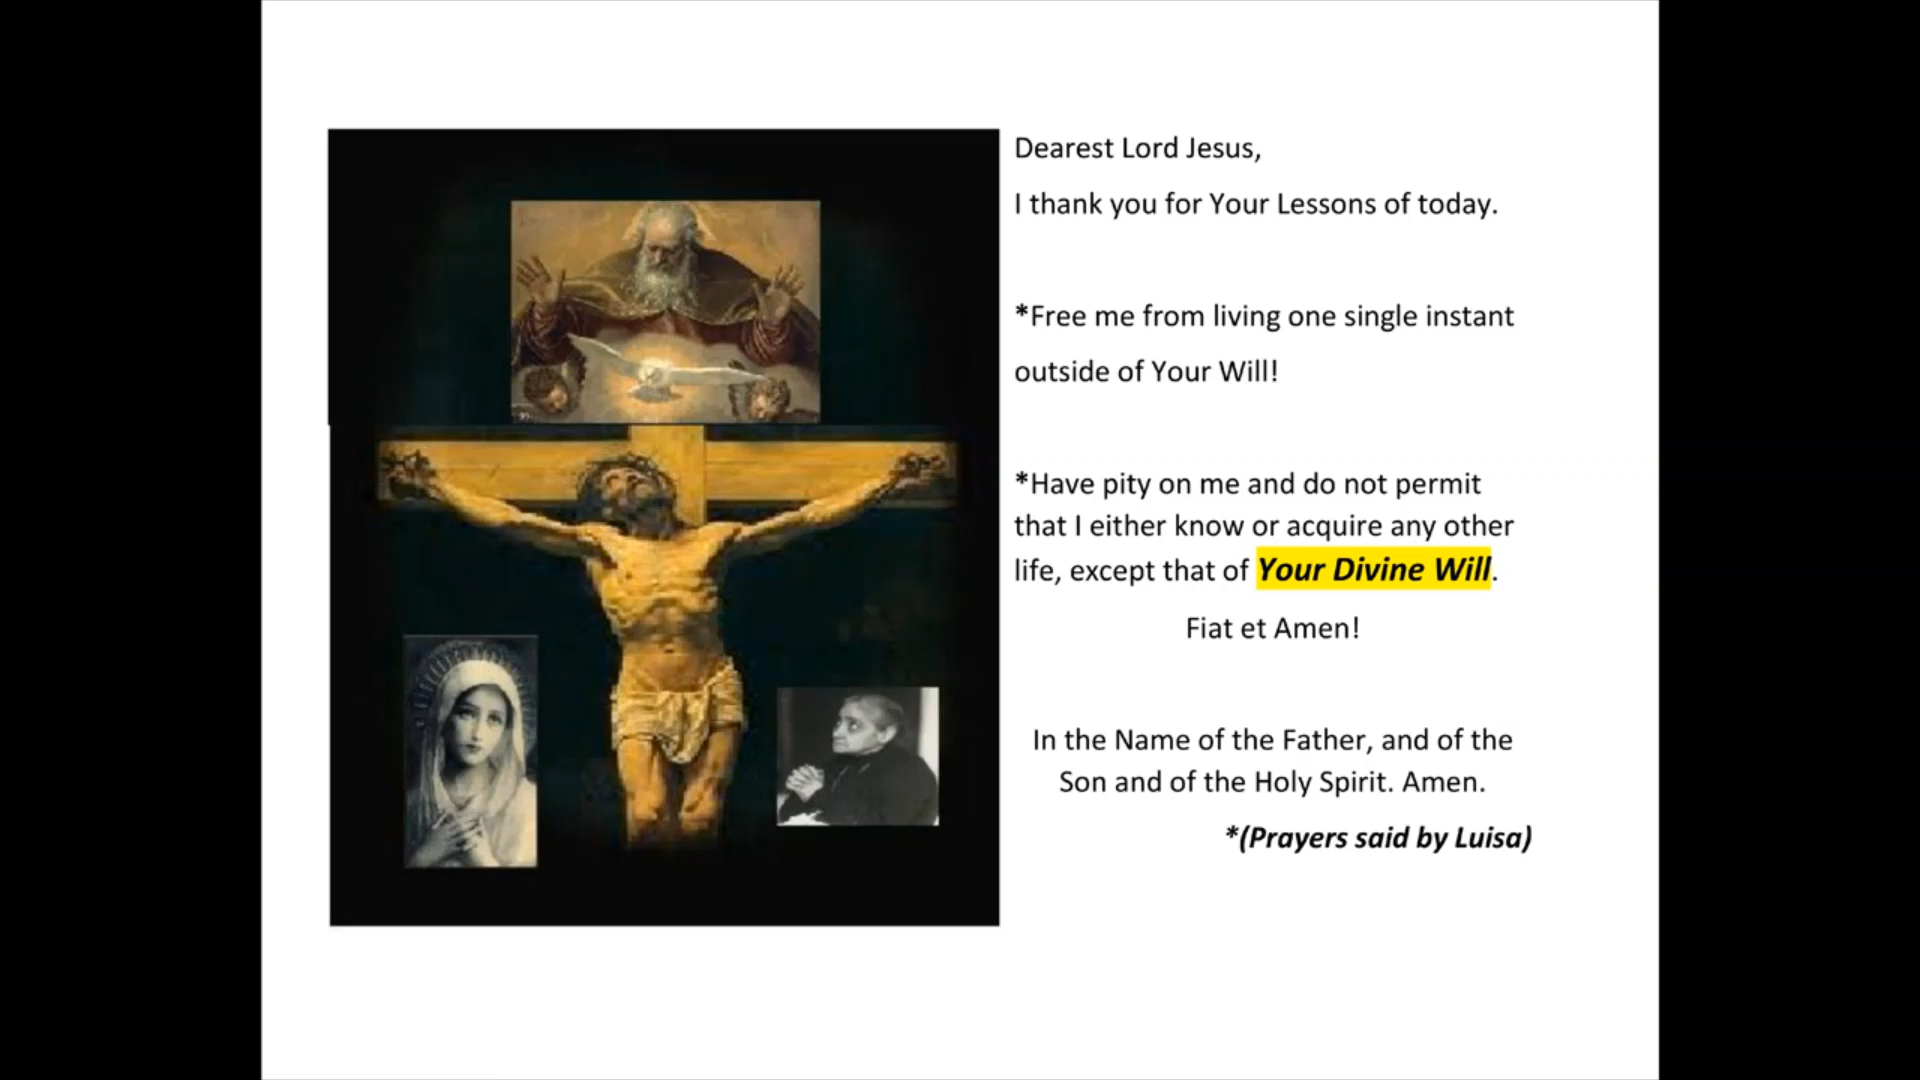 Dearest Lord Jesus,
I thank you for Your Lessons of today.
*Free me from living one single instant
outside of Your Will!
*Have pity on me and do not permit
that I either know or acquire any other
life, except that of Your Divine Will.
Fiat et Amen!
In the Name of the Father, and of the
Son and of the Holy Spirit. Amen.
*(Prayers said by Luisa)